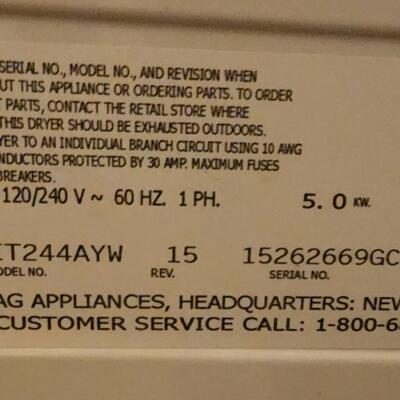 SERIAL NO., MODEL NO., AND REVISION WHEN
OUT THIS APPLIANCE OR ORDERING PARTS. TO ORDER
T PARTS, CONTACT THE RETAIL STORE WHERE
THIS DRYER SHOULD BE EXHAUSTED OUTDOORS.
YER TO AN INDIVIDUAL BRANCH CIRCUIT USING 10 AWG
NDUCTORS PROTECTED BY 30 AMP. MAXIMUM FUSES
BREAKERS.
120/240 V ~ 60 HZ. 1 PH. 5.0 KW.
ET244AYW 15 15262669GC
ODEL NO. REV. SERIAL NO.
AG APPLIANCES, HEADQUARTERS: NEW
CUSTOMER SERVICE CALL: 1-800-6